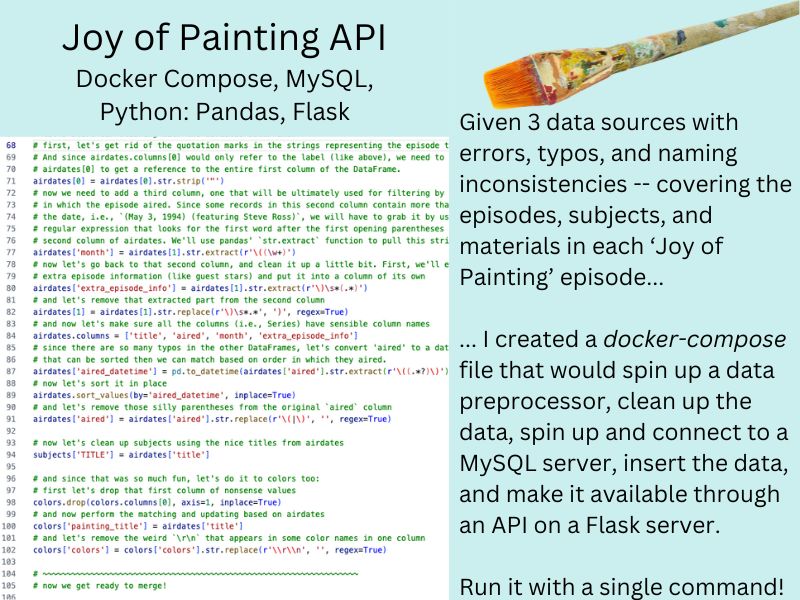 Joy of Painting API
Docker Compose, MySQL,
Python: Pandas, Flask
68 # first, let's get rid of the quotation marks in the strings representing the episode t
69 # And since airdates.columns[0] would only refer to the label (like above), we need to
70 # airdates[0] to get a reference to the entire first column of the DataFrame.
71 airdates[0] = airdates[0].str.strip('"')
72 # now we need to add a third column, one that will be ultimately used for filtering by
73 # in which the episode aired. Since some records in this second column contain more tha
74 # the date, i.e., `(May 3, 1994) (featuring Steve Ross)`, we will have to grab it by us
75 # regular expression that looks for the first word after the first opening parentheses
76 # second column of airdates. We'll use pandas' `str.extract` function to pull this stri
77 airdates['month'] = airdates[1].str.extract(r'\((\w+)')
78 # now let's go back to that second column, and clean it up a little bit. First, we'll e
79 # extra episode information (like guest stars) and put it into a column of its own
80 airdates['extra_episode_info'] = airdates[1].str.extract(r'\)\s*(.*)')
81 # and let's remove that extracted part from the second column
82 airdates[1] = airdates[1].str.replace(r'\)\s*.*', ')', regex=True)
83 # and now let's make sure all the columns (i.e., Series) have sensible column names
84 airdates.columns = ['title', 'aired', 'month', 'extra_episode_info']
85 # since there are so many typos in the other DataFrames, let's convert 'aired' to a dat
86 # that can be sorted then we can match based on order in which they aired.
87 airdates['aired_datetime'] = pd.to_datetime(airdates['aired'].str.extract(r'\((.*?)\)')
88 # now let's sort it in place
89 airdates.sort_values(by='aired_datetime', inplace=True)
90 # and let's remove those silly parentheses from the original `aired` column
91 airdates['aired'] = airdates['aired'].str.replace(r'\(|\)', '', regex=True)
92
93 # now let's clean up subjects using the nice titles from airdates
94 subjects['TITLE'] = airdates['title']
95
96 # and since that was so much fun, let's do it to colors too:
97 # first let's drop that first column of nonsense values
98 colors.drop(colors.columns[0], axis=1, inplace=True)
99 # and now perform the matching and updating based on airdates
100 colors['painting_title'] = airdates['title']
101 # and let's remove the weird `\r\n` that appears in some color names in one column
102 colors['colors'] = colors['colors'].str.replace(r'\\r\\n', '', regex=True)
103
104 # ~~~~~~~~~~~~~~~~~~~~~~~~~~~~~~~~~~~~~~~~~~~~~~~~~~~~~~~~~~~~~~~~
105 # now we get ready to merge!
106
Given 3 data sources with
errors, typos, and naming
inconsistencies -- covering the
episodes, subjects, and
materials in each ‘Joy of
Painting’ episode...
... I created a docker-compose
file that would spin up a data
preprocessor, clean up the
data, spin up and connect to a
MySQL server, insert the data,
and make it available through
an API on a Flask server.
Run it with a single command!